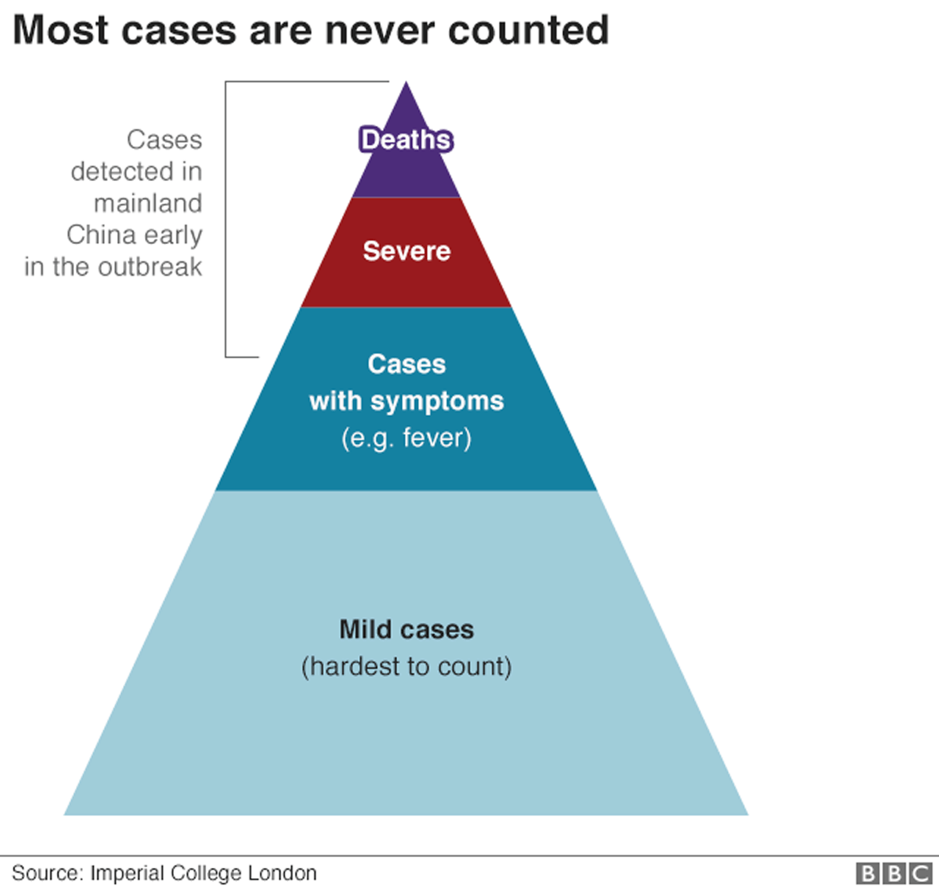 Most cases are never counted
Cases
detected in
mainland
China early
in the outbreak
Deaths
Severe
Cases
with symptoms
(e.g. fever)
Mild cases
(hardest to count)
Source: Imperial College London
BBC